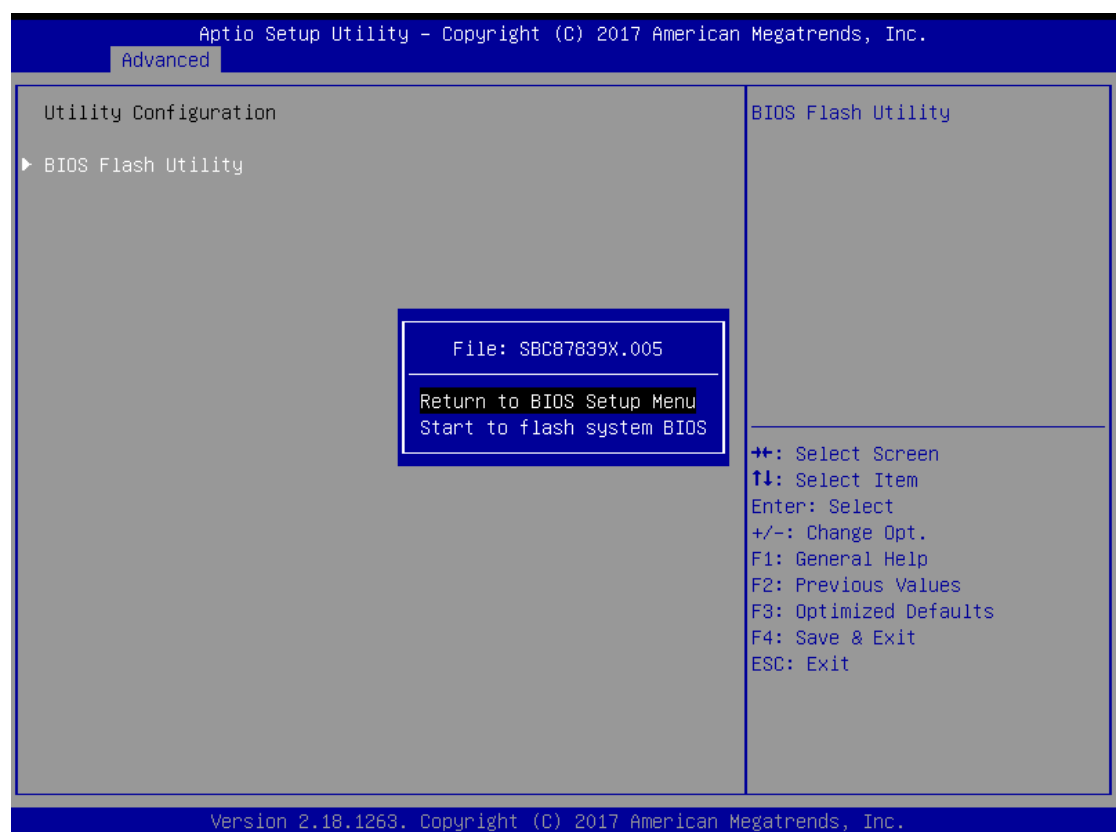 Aptio Setup Utility – Copyright (C) 2017 American Megatrends, Inc.
Advanced
Utility Configuration
BIOS Flash Utility
BIOS Flash Utility
File: SBC87839X.005
Return to BIOS Setup Menu
Start to flash system BIOS
→←: Select Screen
↑↓: Select Item
Enter: Select
+/-: Change Opt.
F1: General Help
F2: Previous Values
F3: Optimized Defaults
F4: Save & Exit
ESC: Exit
Version 2.18.1263. Copyright (C) 2017 American Megatrends, Inc.